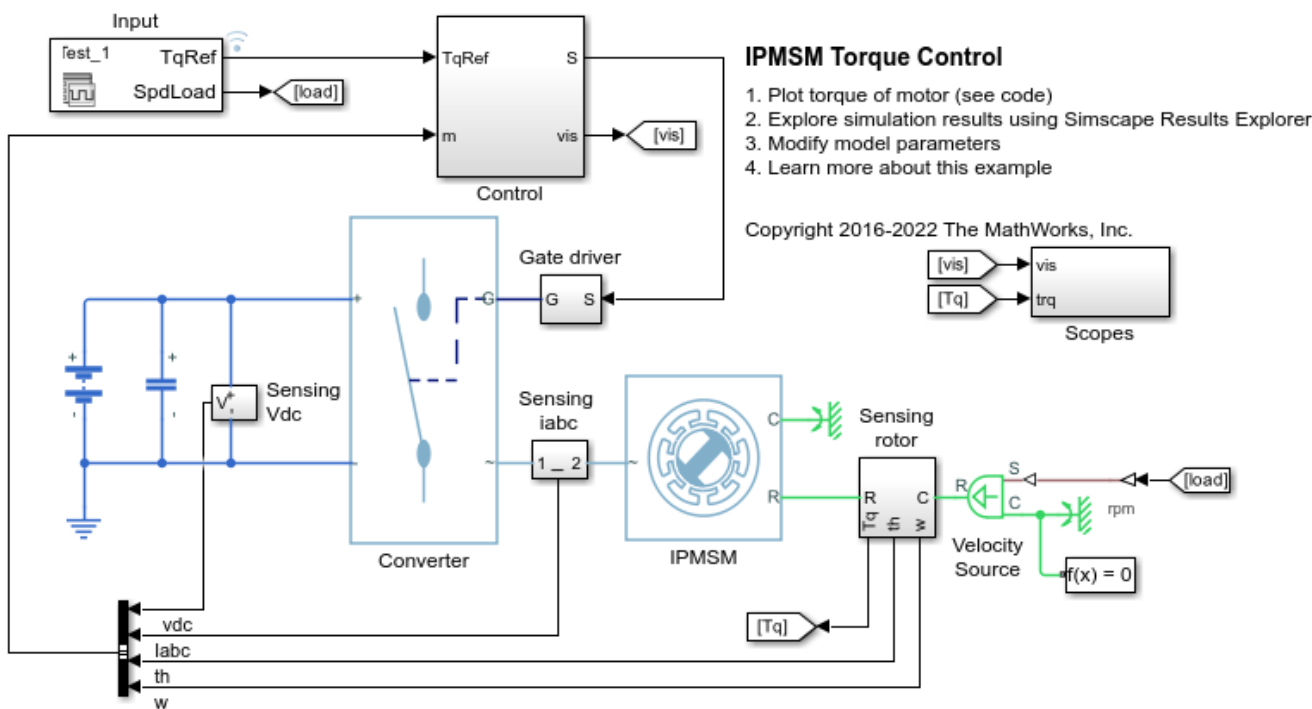 Input
Test_1
TqRef
SpdLoad
[load]
TqRef
S
m
vis
Control
[vis]
IPMSM Torque Control
1. Plot torque of motor (see code)
2. Explore simulation results using Simscape Results Explorer
3. Modify model parameters
4. Learn more about this example
Copyright 2016-2022 The MathWorks, Inc.
[vis]
vis
[Tq]
trq
Scopes
Gate driver
G
G
S
+
+
+
-
-
V
+
-
Sensing
Vdc
-
~
Converter
Sensing
iabc
1 _ 2
~
C
R
IPMSM
Sensing
rotor
R
C
Tq
th
w
R
S
C
Velocity
Source
rpm
[load]
f(x) = 0
[Tq]
vdc
Iabc
th
w